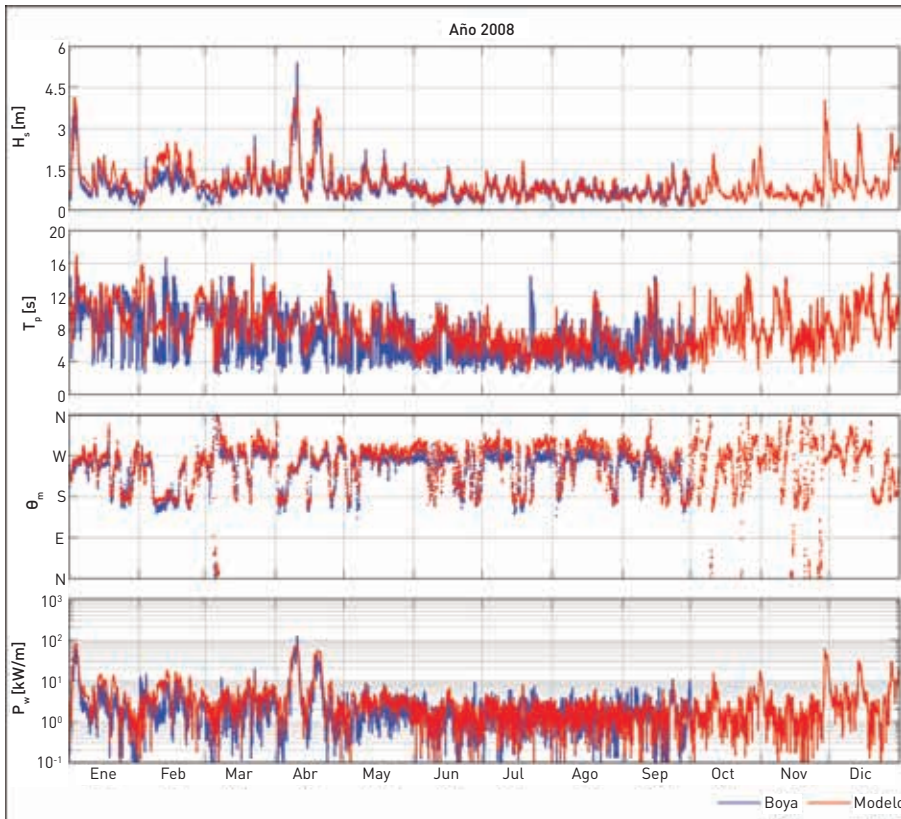 Año 2008
Hs [m]
6
4.5
3
1.5
0
Tp [s]
20
16
12
8
4
0
θm
N
W
S
E
N
Pw [kW/m]
10³
10²
10¹
10⁰
10⁻¹
Ene Feb Mar Abr May Jun Jul Ago Sep Oct Nov Dic
Boya Modelo